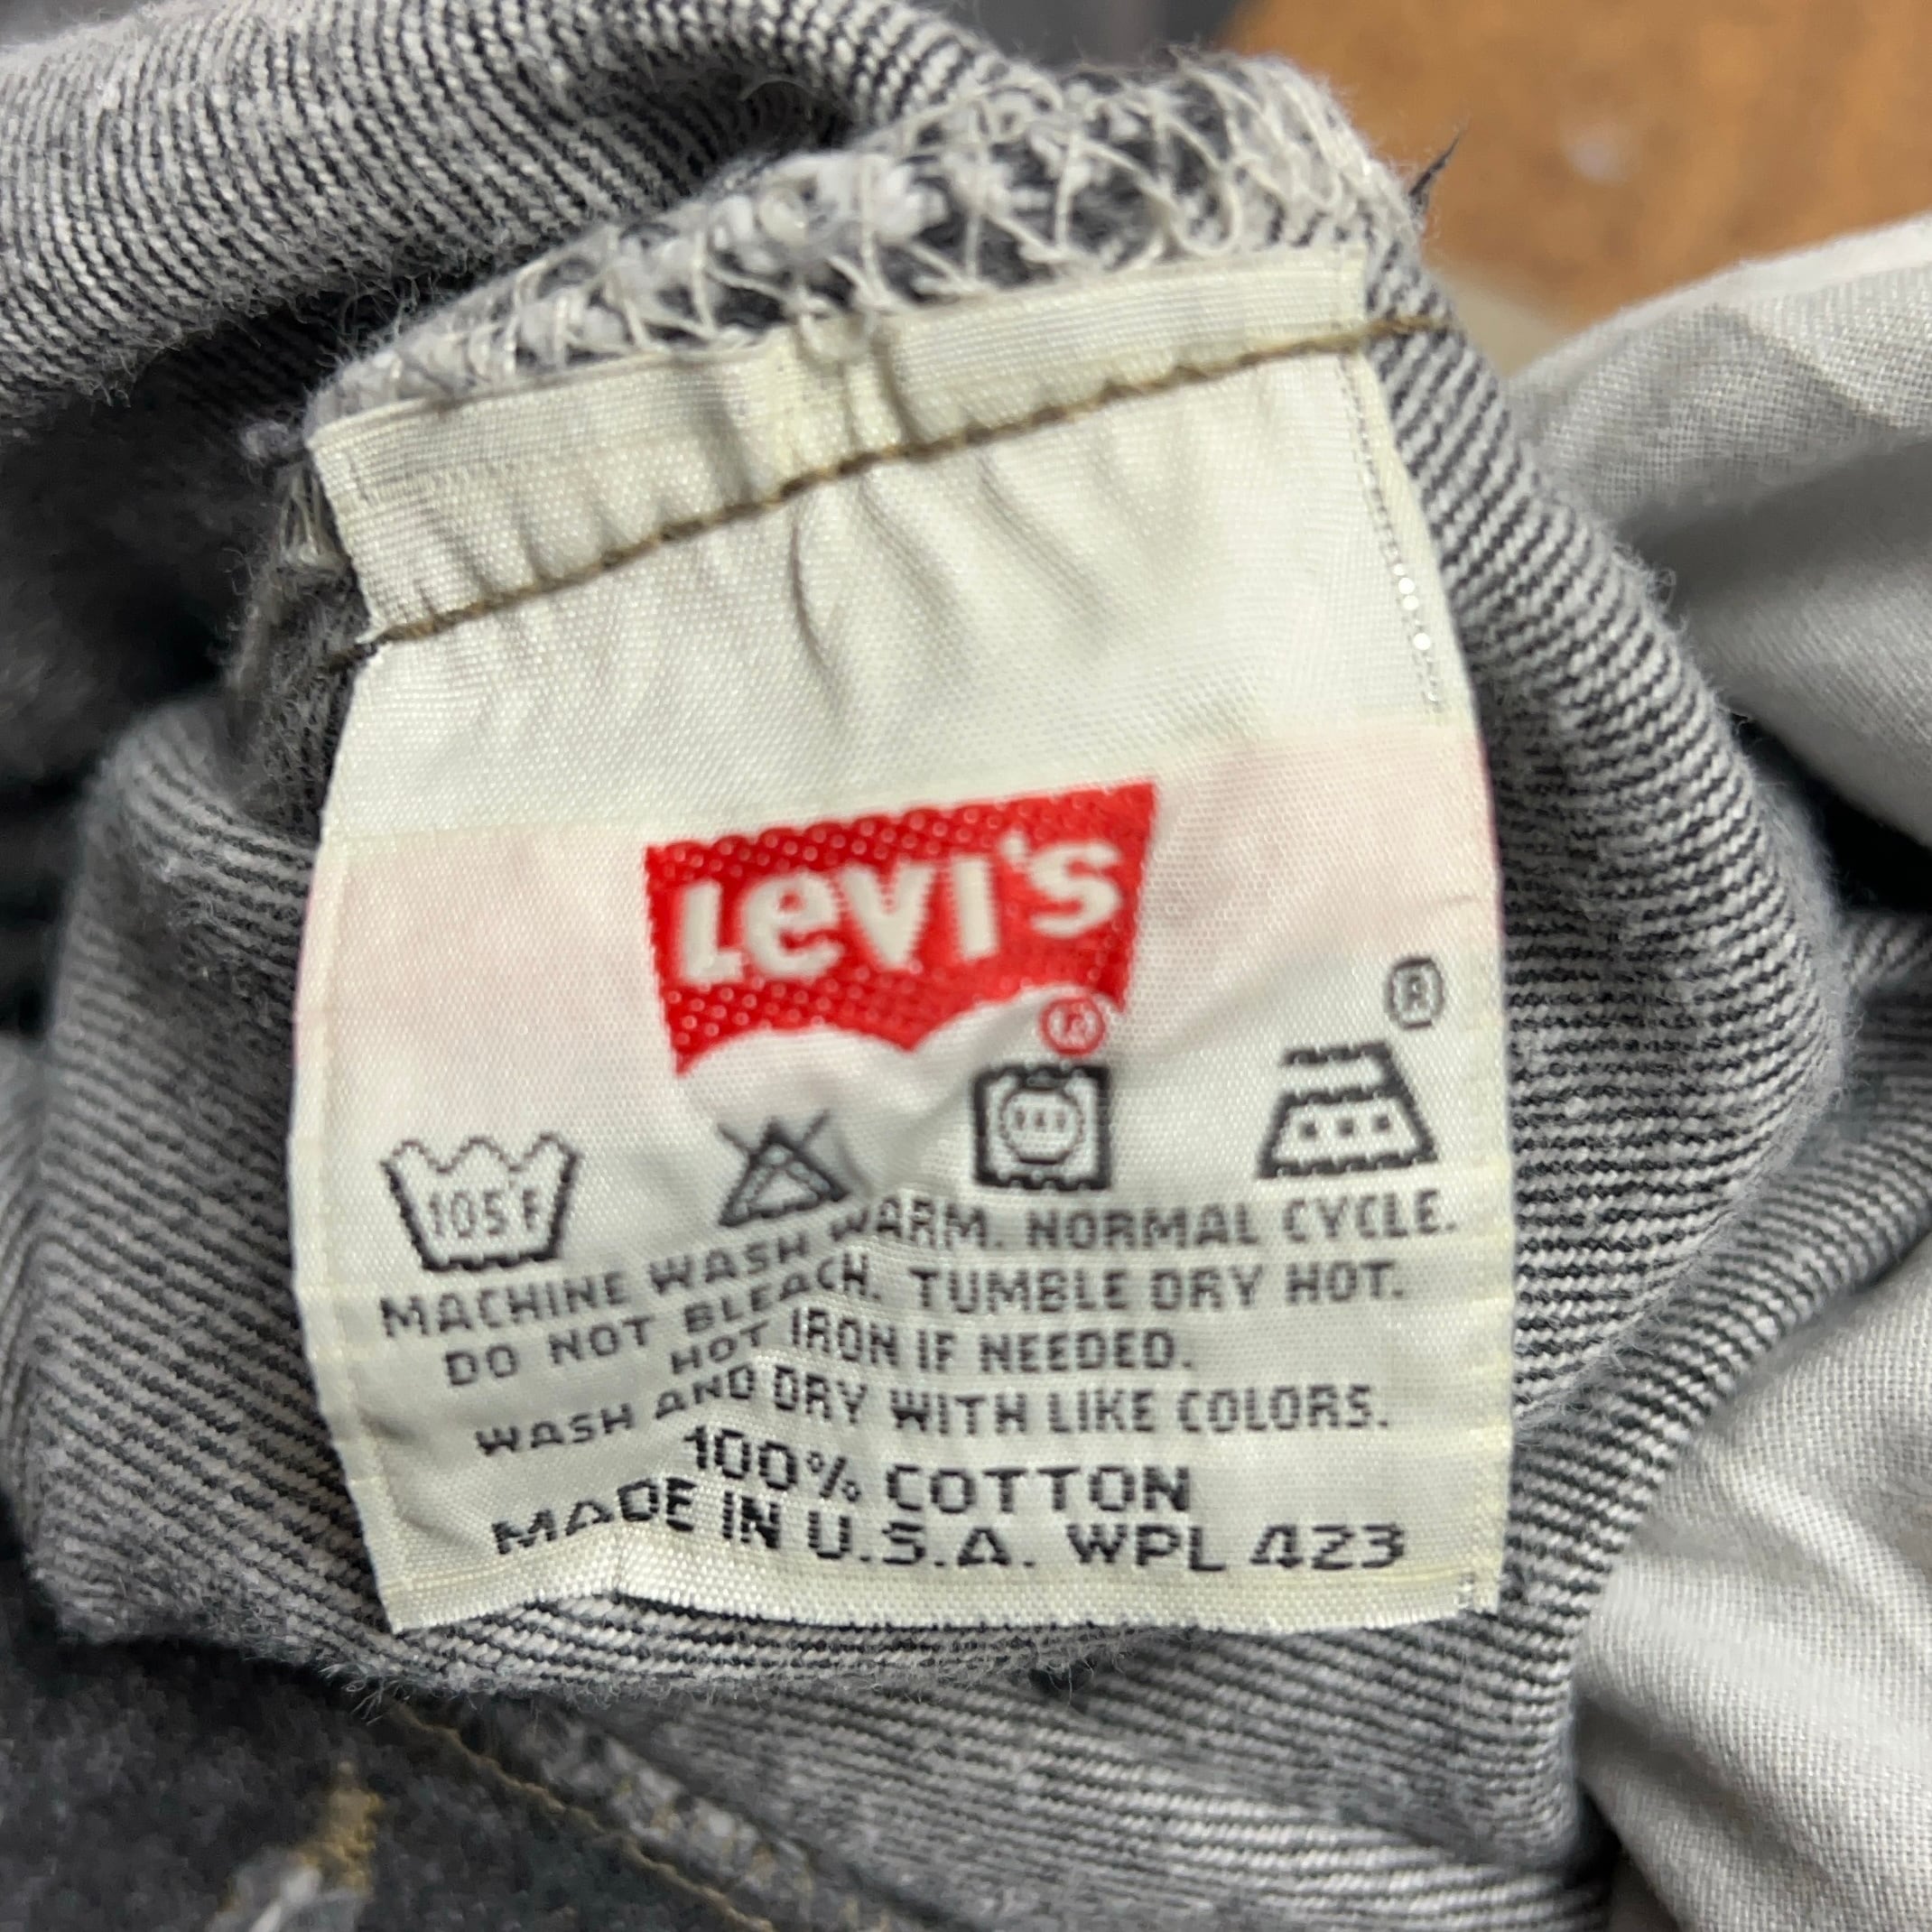 Levi's
®
®
105°F
MACHINE WASH WARM. NORMAL CYCLE.
DO NOT BLEACH. TUMBLE DRY HOT.
HOT IRON IF NEEDED.
WASH AND DRY WITH LIKE COLORS.
100% COTTON
MADE IN U.S.A. WPL 423